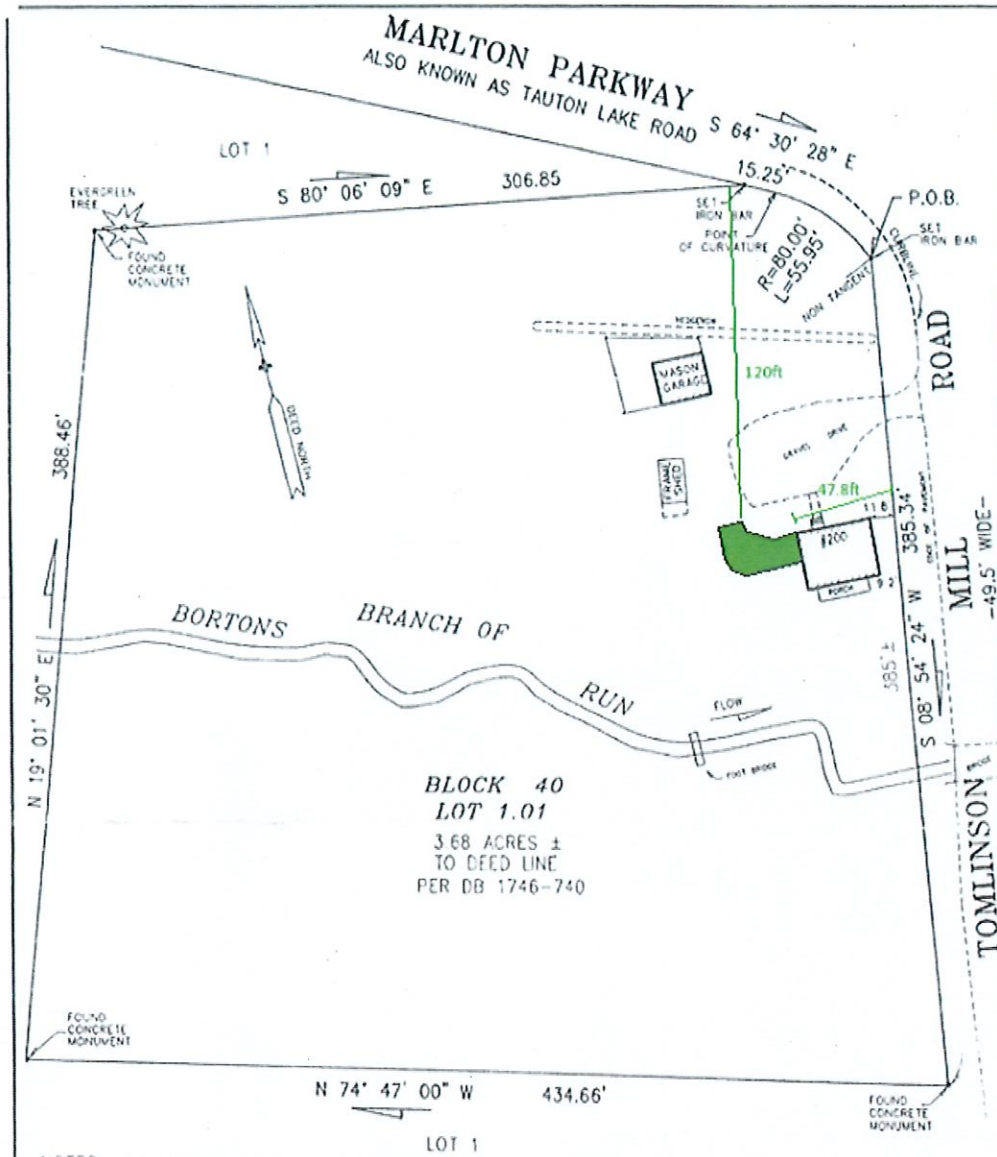 MARLTON PARKWAY
ALSO KNOWN AS TAUTON LAKE ROAD
S 64° 30' 28" E
15.25'
LOT 1
S 80° 06' 09" E 306.85
EVERGREEN
TREE
FOUND
CONCRETE
MONUMENT
SET
IRON BAR
POINT
OF CURVATURE
P.O.B.
SET
IRON BAR
CURBLINE
R=80.00'
L=55.95'
NON TANGENT
HEDGEROW
MASON
GARAGE
120ft
DEED NORTH
GRAVEL DRIVE
FRAME
SHED
47.8ft
11.6
#200
PORCH
9.2
388.46'
N 19° 01' 30" E
385.34'
S 08° 54' 24" W
385'±
EDGE OF PAVEMENT
TOMLINSON MILL ROAD
-49.5' WIDE-
BORTONS BRANCH OF RUN
FLOW
FOOT BRIDGE
BRIDGE
BLOCK 40
LOT 1.01
3.68 ACRES ±
TO DEED LINE
PER DB 1746-740
FOUND
CONCRETE
MONUMENT
N 74° 47' 00" W 434.66'
FOUND
CONCRETE
MONUMENT
LOT 1